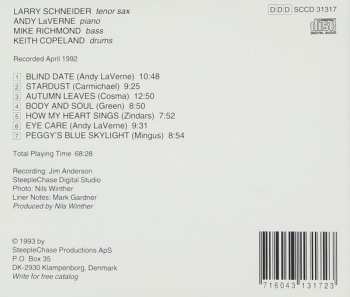 LARRY SCHNEIDER tenor sax
ANDY LaVERNE piano
MIKE RICHMOND bass
KEITH COPELAND drums
DDD SCCD 31317
Recorded April 1992
1 BLIND DATE (Andy LaVerne) 10:48
2 STARDUST (Carmichael) 9:25
3 AUTUMN LEAVES (Cosma) 12:50
4 BODY AND SOUL (Green) 8:50
5 HOW MY HEART SINGS (Zindars) 7:52
6 EYE CARE (Andy LaVerne) 9:31
7 PEGGY'S BLUE SKYLIGHT (Mingus) 8:54
Total Playing Time 68:28
Recording: Jim Anderson
SteepleChase Digital Studio
Photo: Nils Winther
Liner Notes: Mark Gardner
Produced by Nils Winther
© 1993 by
SteepleChase Productions ApS
P.O. Box 35
DK-2930 Klampenborg, Denmark
Write for free catalog
7 16043 13172 3